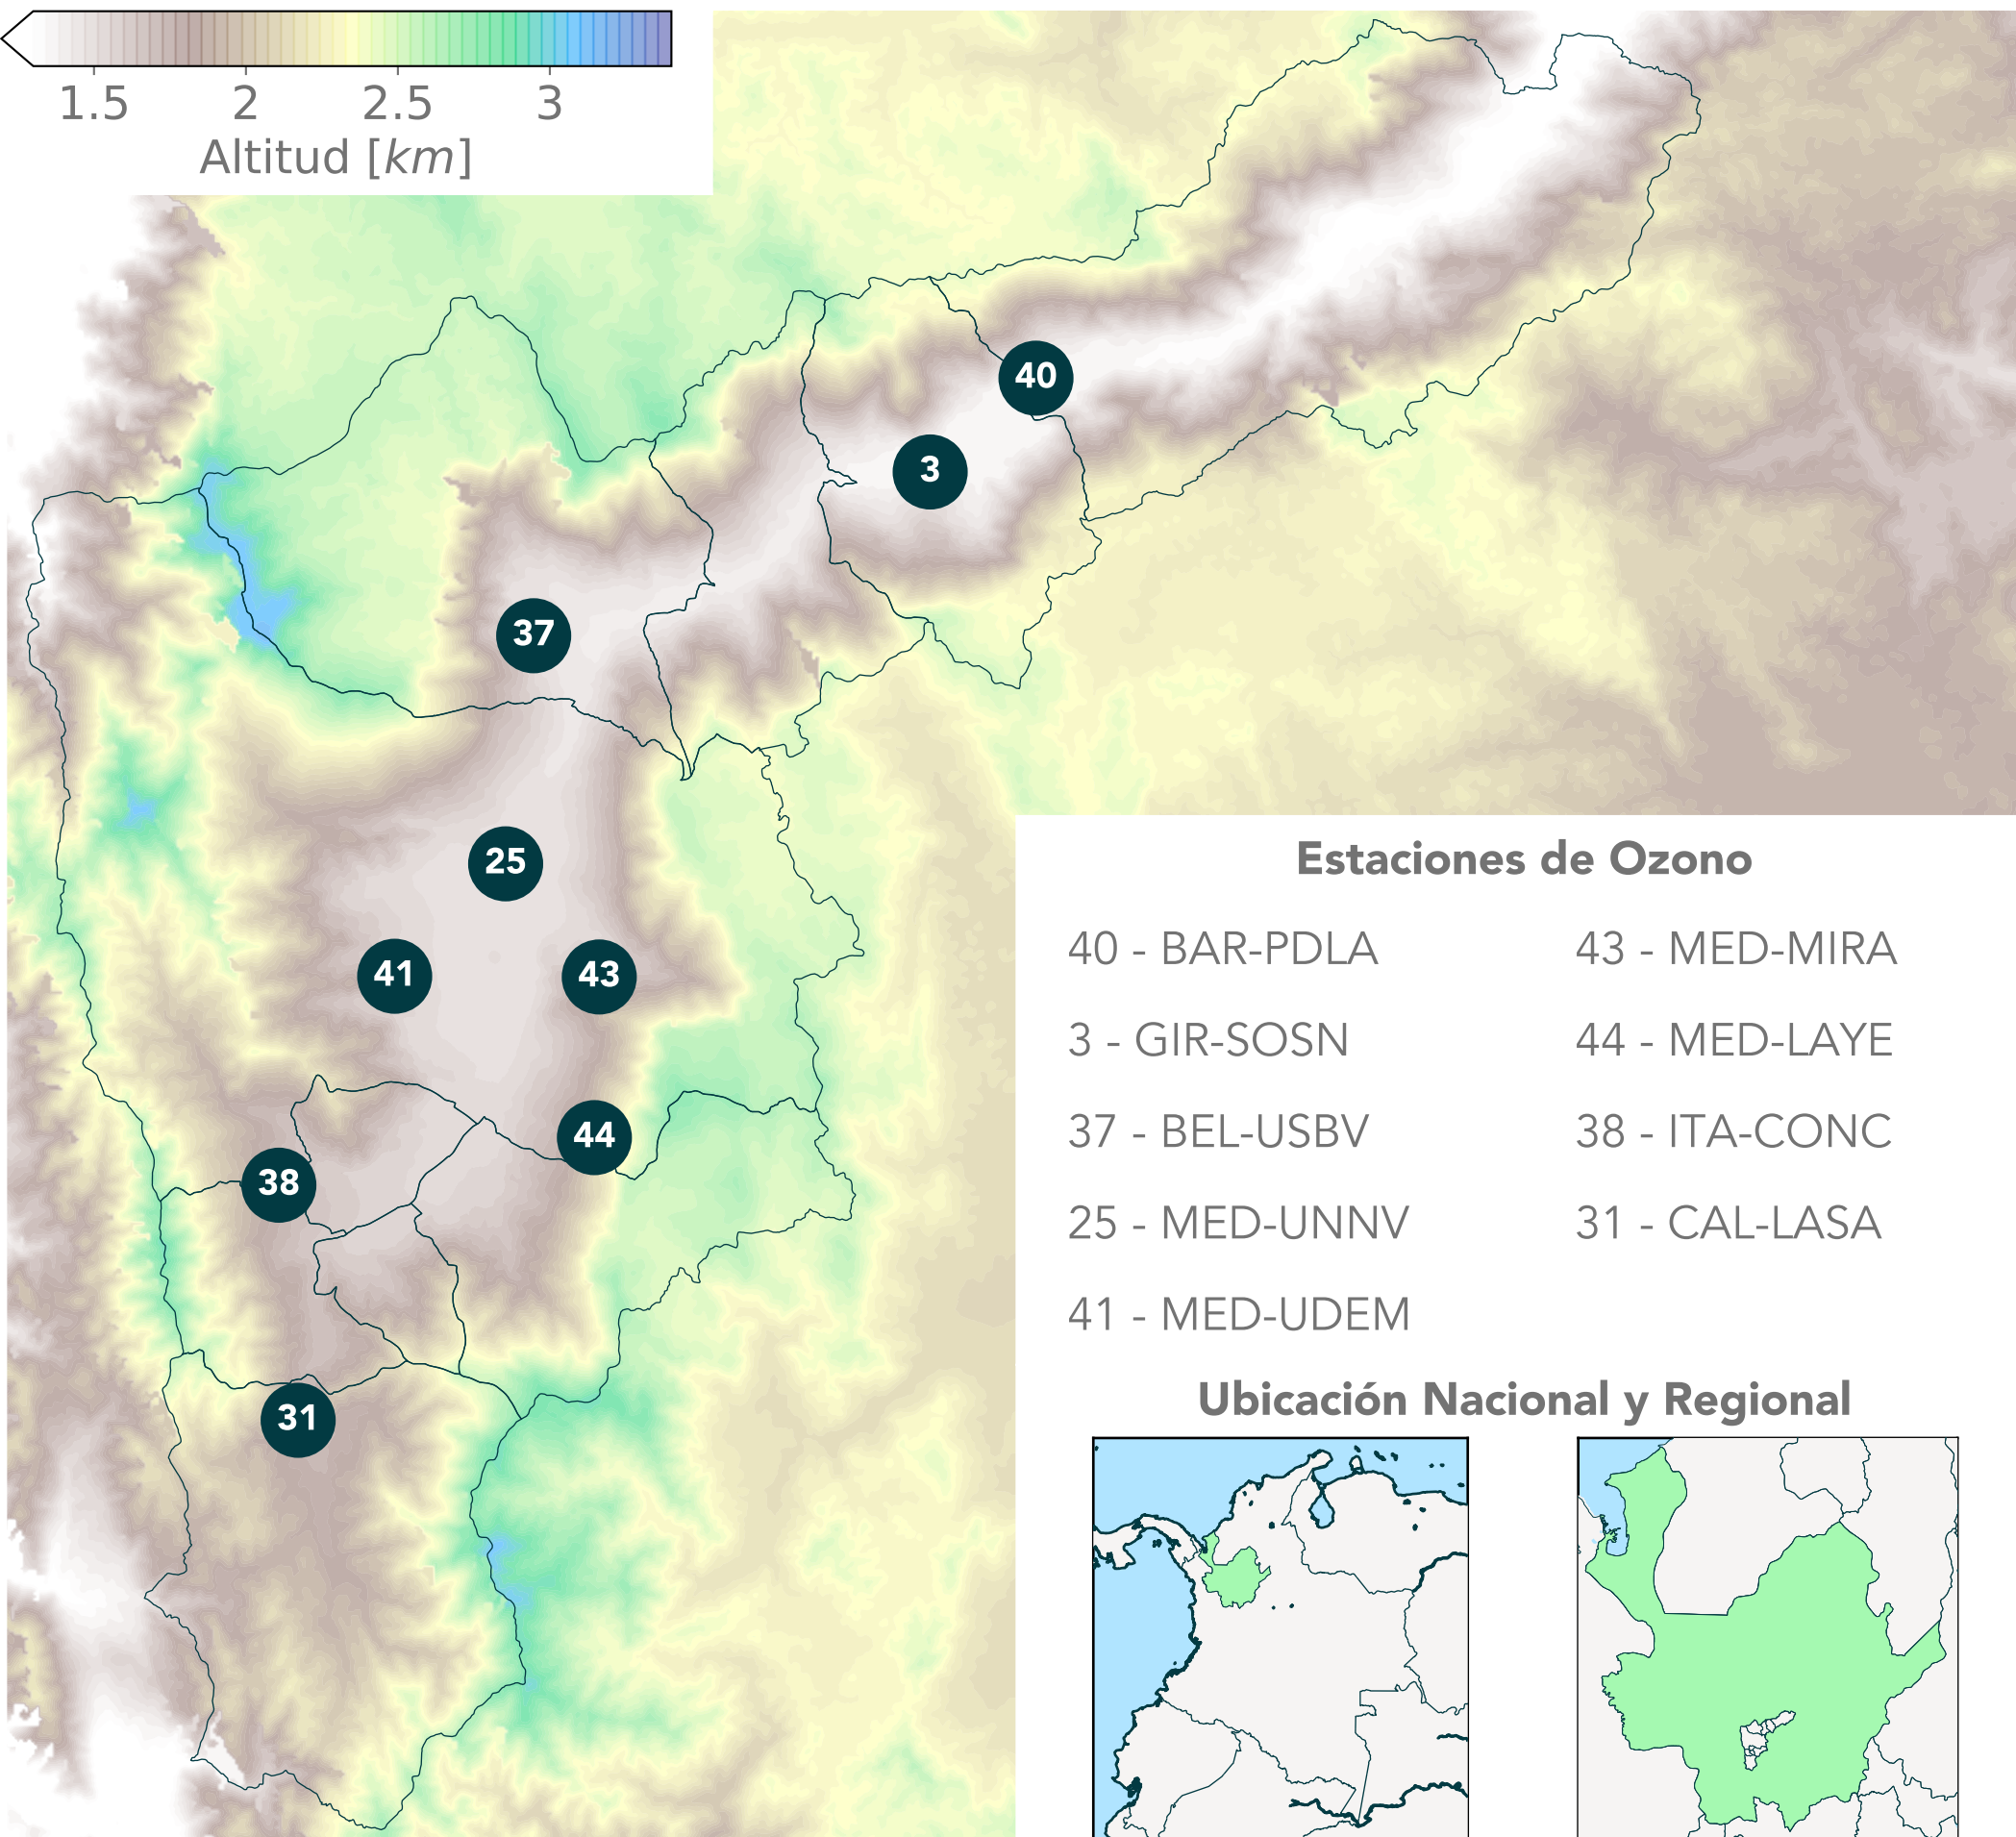 1.5 2 2.5 3
Altitud [km]
40
3
37
25
41
43
44
38
31
Estaciones de Ozono
40 - BAR-PDLA
3 - GIR-SOSN
37 - BEL-USBV
25 - MED-UNNV
41 - MED-UDEM
43 - MED-MIRA
44 - MED-LAYE
38 - ITA-CONC
31 - CAL-LASA
Ubicación Nacional y Regional